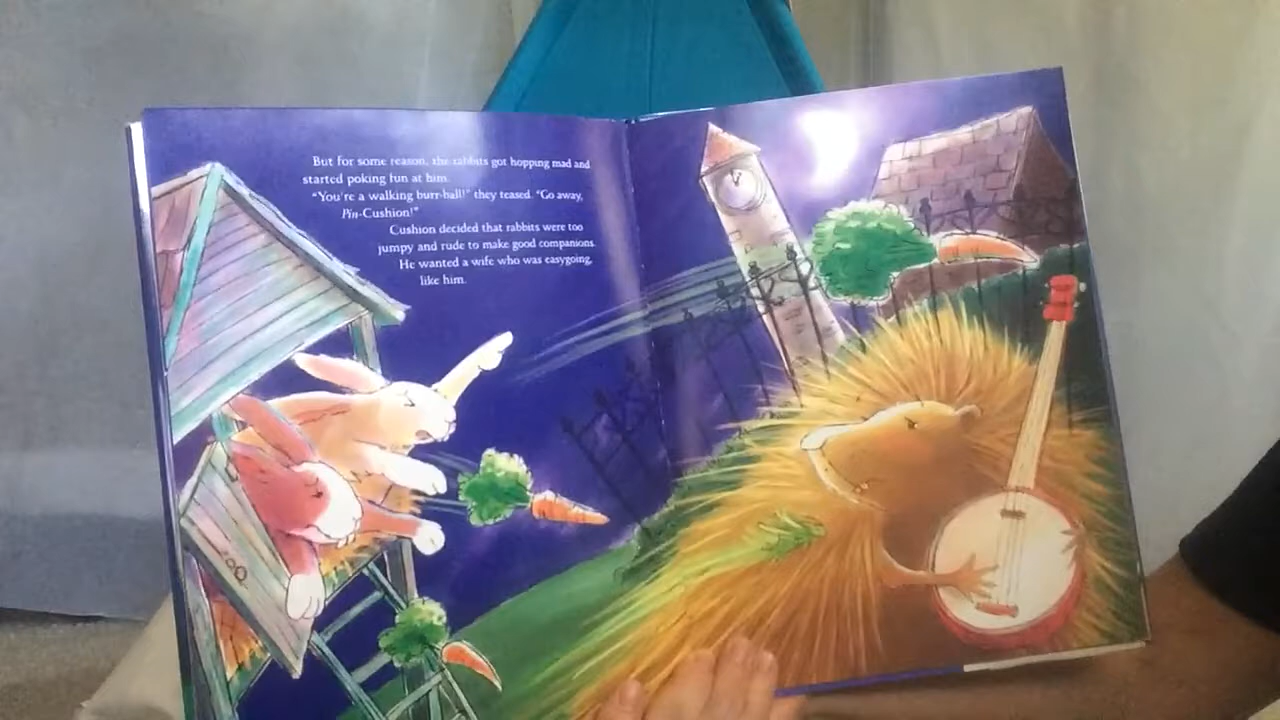 But for some reason, the rabbits got hopping mad and
started poking fun at him.
"You're a walking burr-ball!" they teased. "Go away,
Pin-Cushion!"
Cushion decided that rabbits were too
jumpy and rude to make good companions.
He wanted a wife who was easygoing,
like him.